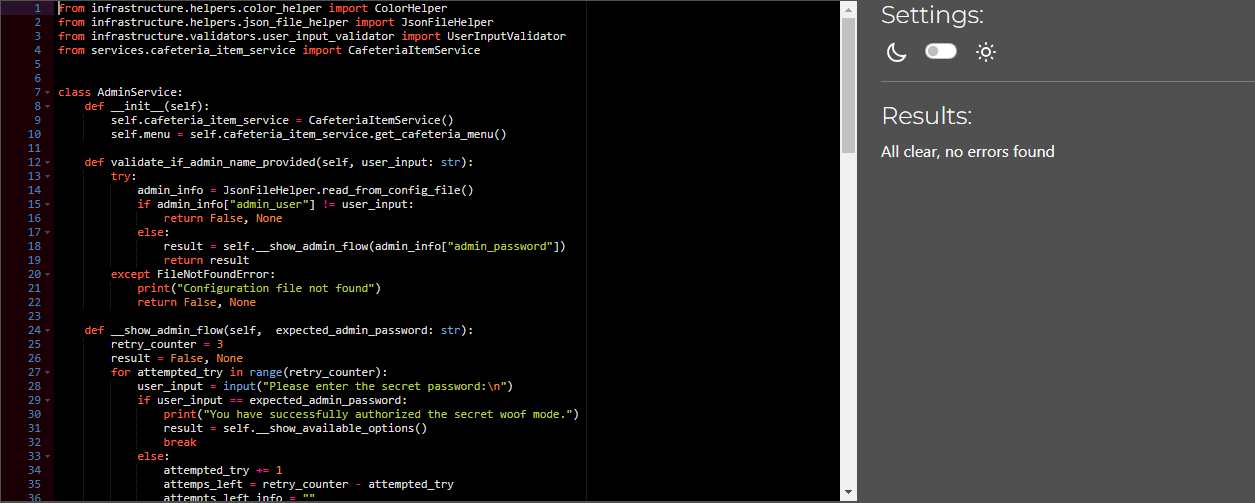 1 from infrastructure.helpers.color_helper import ColorHelper
2 from infrastructure.helpers.json_file_helper import JsonFileHelper
3 from infrastructure.validators.user_input_validator import UserInputValidator
4 from services.cafeteria_item_service import CafeteriaItemService
5
6
7 class AdminService:
8     def __init__(self):
9         self.cafeteria_item_service = CafeteriaItemService()
10         self.menu = self.cafeteria_item_service.get_cafeteria_menu()
11
12     def validate_if_admin_name_provided(self, user_input: str):
13         try:
14             admin_info = JsonFileHelper.read_from_config_file()
15             if admin_info["admin_user"] != user_input:
16                 return False, None
17             else:
18                 result = self.__show_admin_flow(admin_info["admin_password"])
19                 return result
20         except FileNotFoundError:
21             print("Configuration file not found")
22             return False, None
23
24     def __show_admin_flow(self,  expected_admin_password: str):
25         retry_counter = 3
26         result = False, None
27         for attempted_try in range(retry_counter):
28             user_input = input("Please enter the secret password:\n")
29             if user_input == expected_admin_password:
30                 print("You have successfully authorized the secret woof mode.")
31                 result = self.__show_available_options()
32                 break
33             else:
34                 attempted_try += 1
35                 attemps_left = retry_counter - attempted_try
36                 attempts_left_info = ""
Settings:
Results:
All clear, no errors found